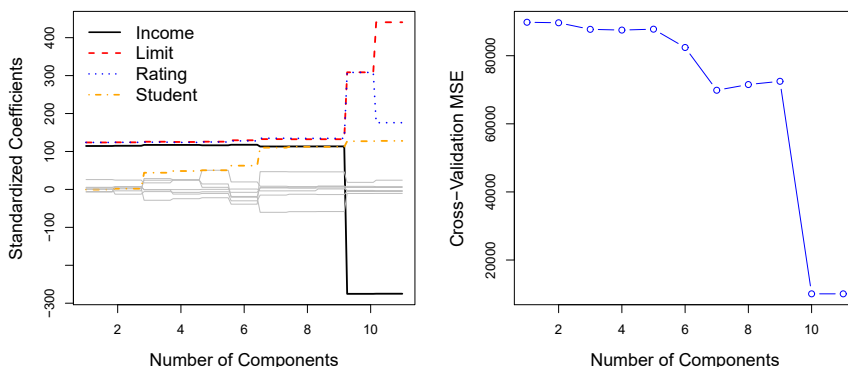 Standardized Coefficients
-300
-100
0
100
200
300
400
Income
Limit
Rating
Student
2
4
6
8
10
Number of Components
Cross-Validation MSE
20000
40000
60000
80000
2
4
6
8
10
Number of Components